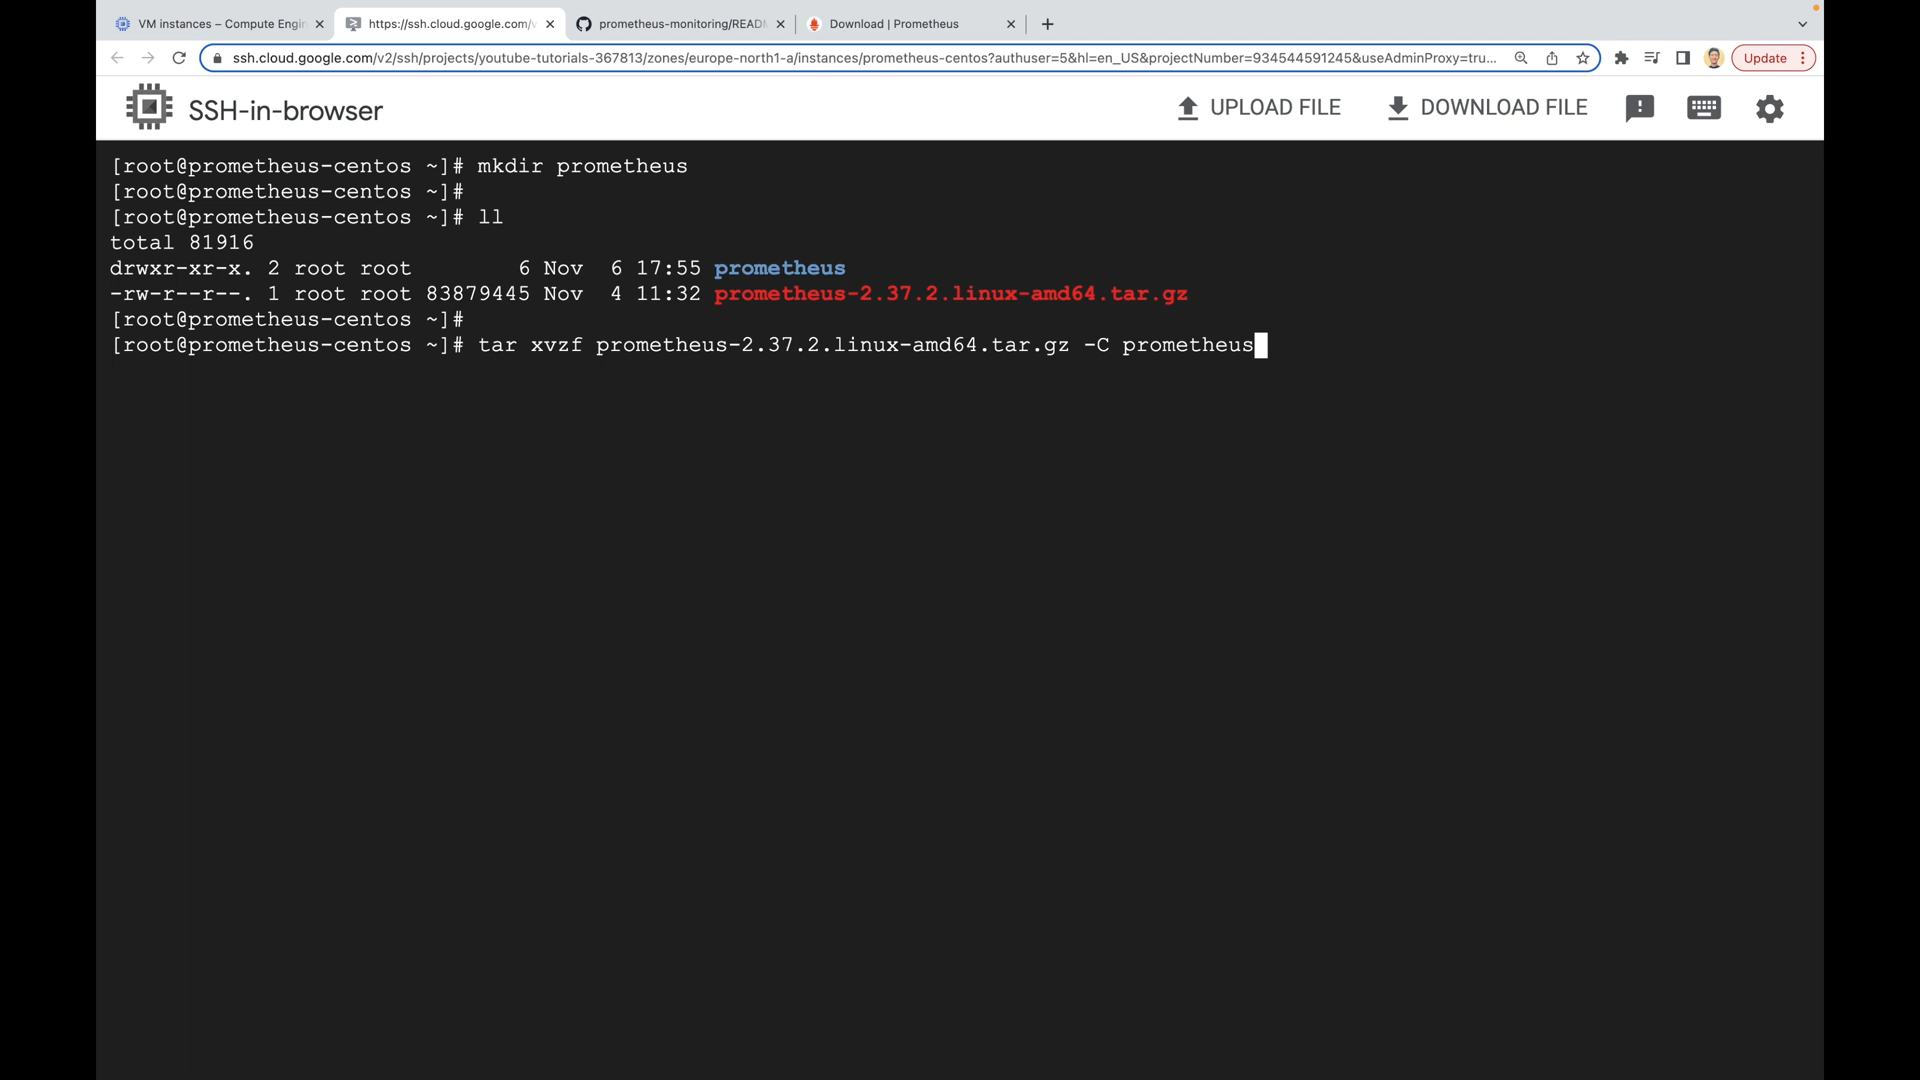 VM instances – Compute Engin
https://ssh.cloud.google.com/v
prometheus-monitoring/READM
Download | Prometheus
ssh.cloud.google.com/v2/ssh/projects/youtube-tutorials-367813/zones/europe-north1-a/instances/prometheus-centos?authuser=5&hl=en_US&projectNumber=934544591245&useAdminProxy=tru...
Update
SSH-in-browser
UPLOAD FILE
DOWNLOAD FILE
[root@prometheus-centos ~]# mkdir prometheus
[root@prometheus-centos ~]#
[root@prometheus-centos ~]# ll
total 81916
drwxr-xr-x. 2 root root        6 Nov  6 17:55 prometheus
-rw-r--r--. 1 root root 83879445 Nov  4 11:32 prometheus-2.37.2.linux-amd64.tar.gz
[root@prometheus-centos ~]#
[root@prometheus-centos ~]# tar xvzf prometheus-2.37.2.linux-amd64.tar.gz -C prometheus